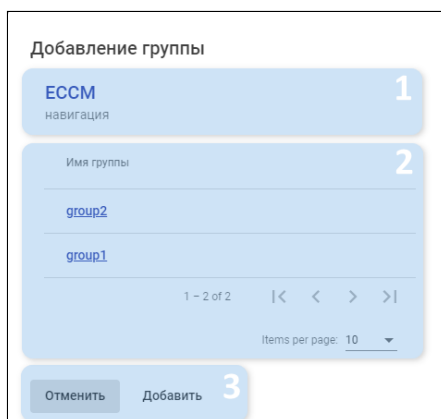 Добавление группы
ECCM 1
навигация
Имя группы 2
group2
group1
1 – 2 of 2
Items per page: 10
Отменить Добавить 3